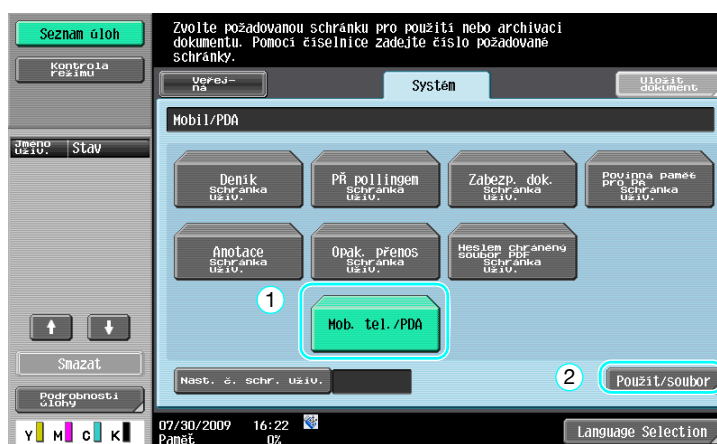 Seznam úloh
Kontrola
režimu
Zvolte požadovanou schránku pro použití nebo archivaci
dokumentu. Pomocí číselnice zadejte číslo požadované
schránky.
Veřej-
ná
Systém
Uložit
dokument
Mobil/PDA
Jméno
uživ.
Stav
Deník
Schránka
uživ.
PŘ pollingem
Schránka
uživ.
Zabezp. dok.
Schránka
uživ.
Povinná paměť
pro PŘ
Schránka
uživ.
Anotace
Schránka
uživ.
Opak. přenos
Schránka
uživ.
Heslem chráněný
soubor PDF
Schránka
uživ.
1
Mob. tel./PDA
Smazat
Nast. č. schr. uživ.
2
Použít/soubor
Podrobnosti
úlohy
Y M C K
07/30/2009 16:22
Paměť 0%
Language Selection